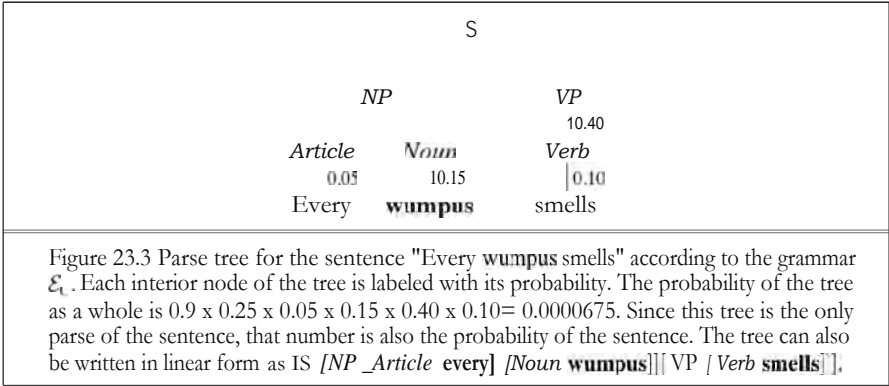 S
NP VP
10.40
Article Noun Verb
0.05 10.15 |0.10
Every wumpus smells
Figure 23.3 Parse tree for the sentence "Every wumpus smells" according to the grammar
ℰ . Each interior node of the tree is labeled with its probability. The probability of the tree
as a whole is 0.9 x 0.25 x 0.05 x 0.15 x 0.40 x 0.10= 0.0000675. Since this tree is the only
parse of the sentence, that number is also the probability of the sentence. The tree can also
be written in linear form as IS [NP _Article every] [Noun wumpus]][ VP [ Verb smells]].